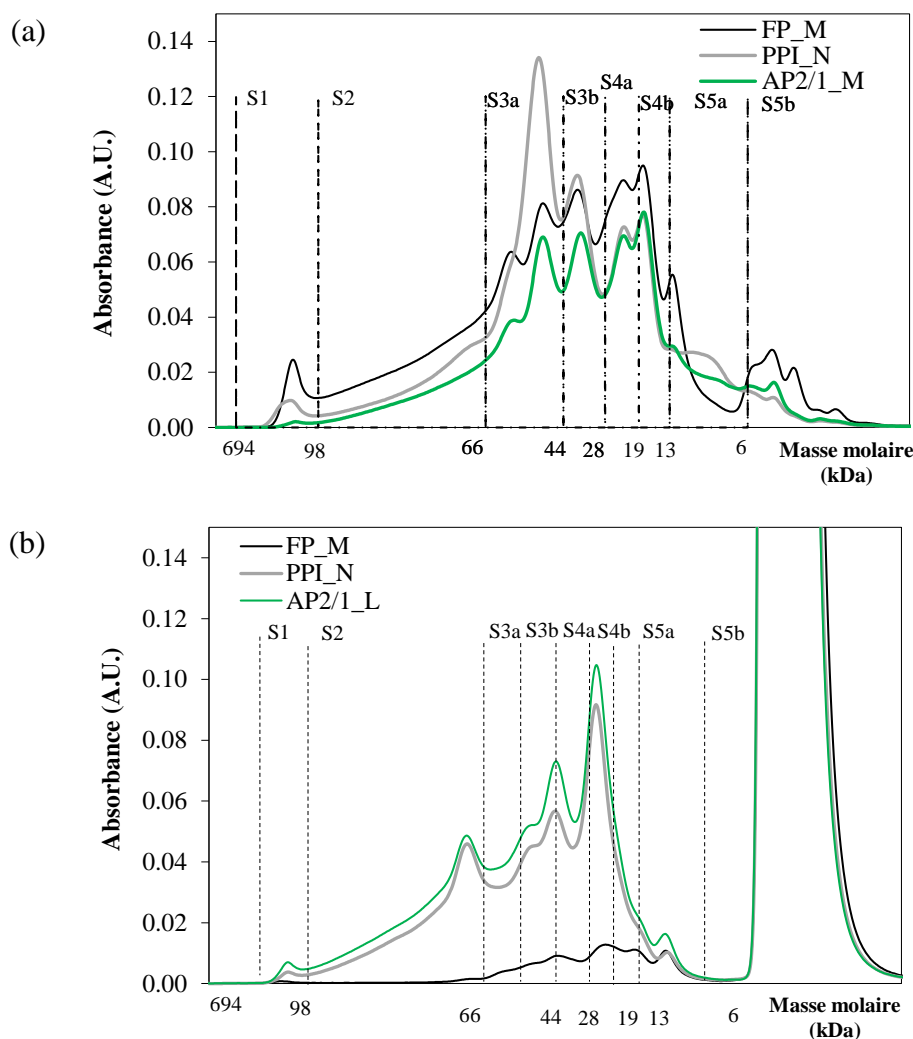 (a)
Absorbance (A.U.)
0.14
0.12
0.10
0.08
0.06
0.04
0.02
0.00
FP_M
PPI_N
AP2/1_M
S1
S2
S3a
S3b
S4a
S4b
S5a
S5b
694
98
66
44
28
19
13
6
Masse molaire
(kDa)
(b)
Absorbance (A.U.)
0.14
0.12
0.10
0.08
0.06
0.04
0.02
0.00
FP_M
PPI_N
AP2/1_L
S1
S2
S3a
S3b
S4a
S4b
S5a
S5b
694
98
66
44
28
19
13
6
Masse molaire
(kDa)